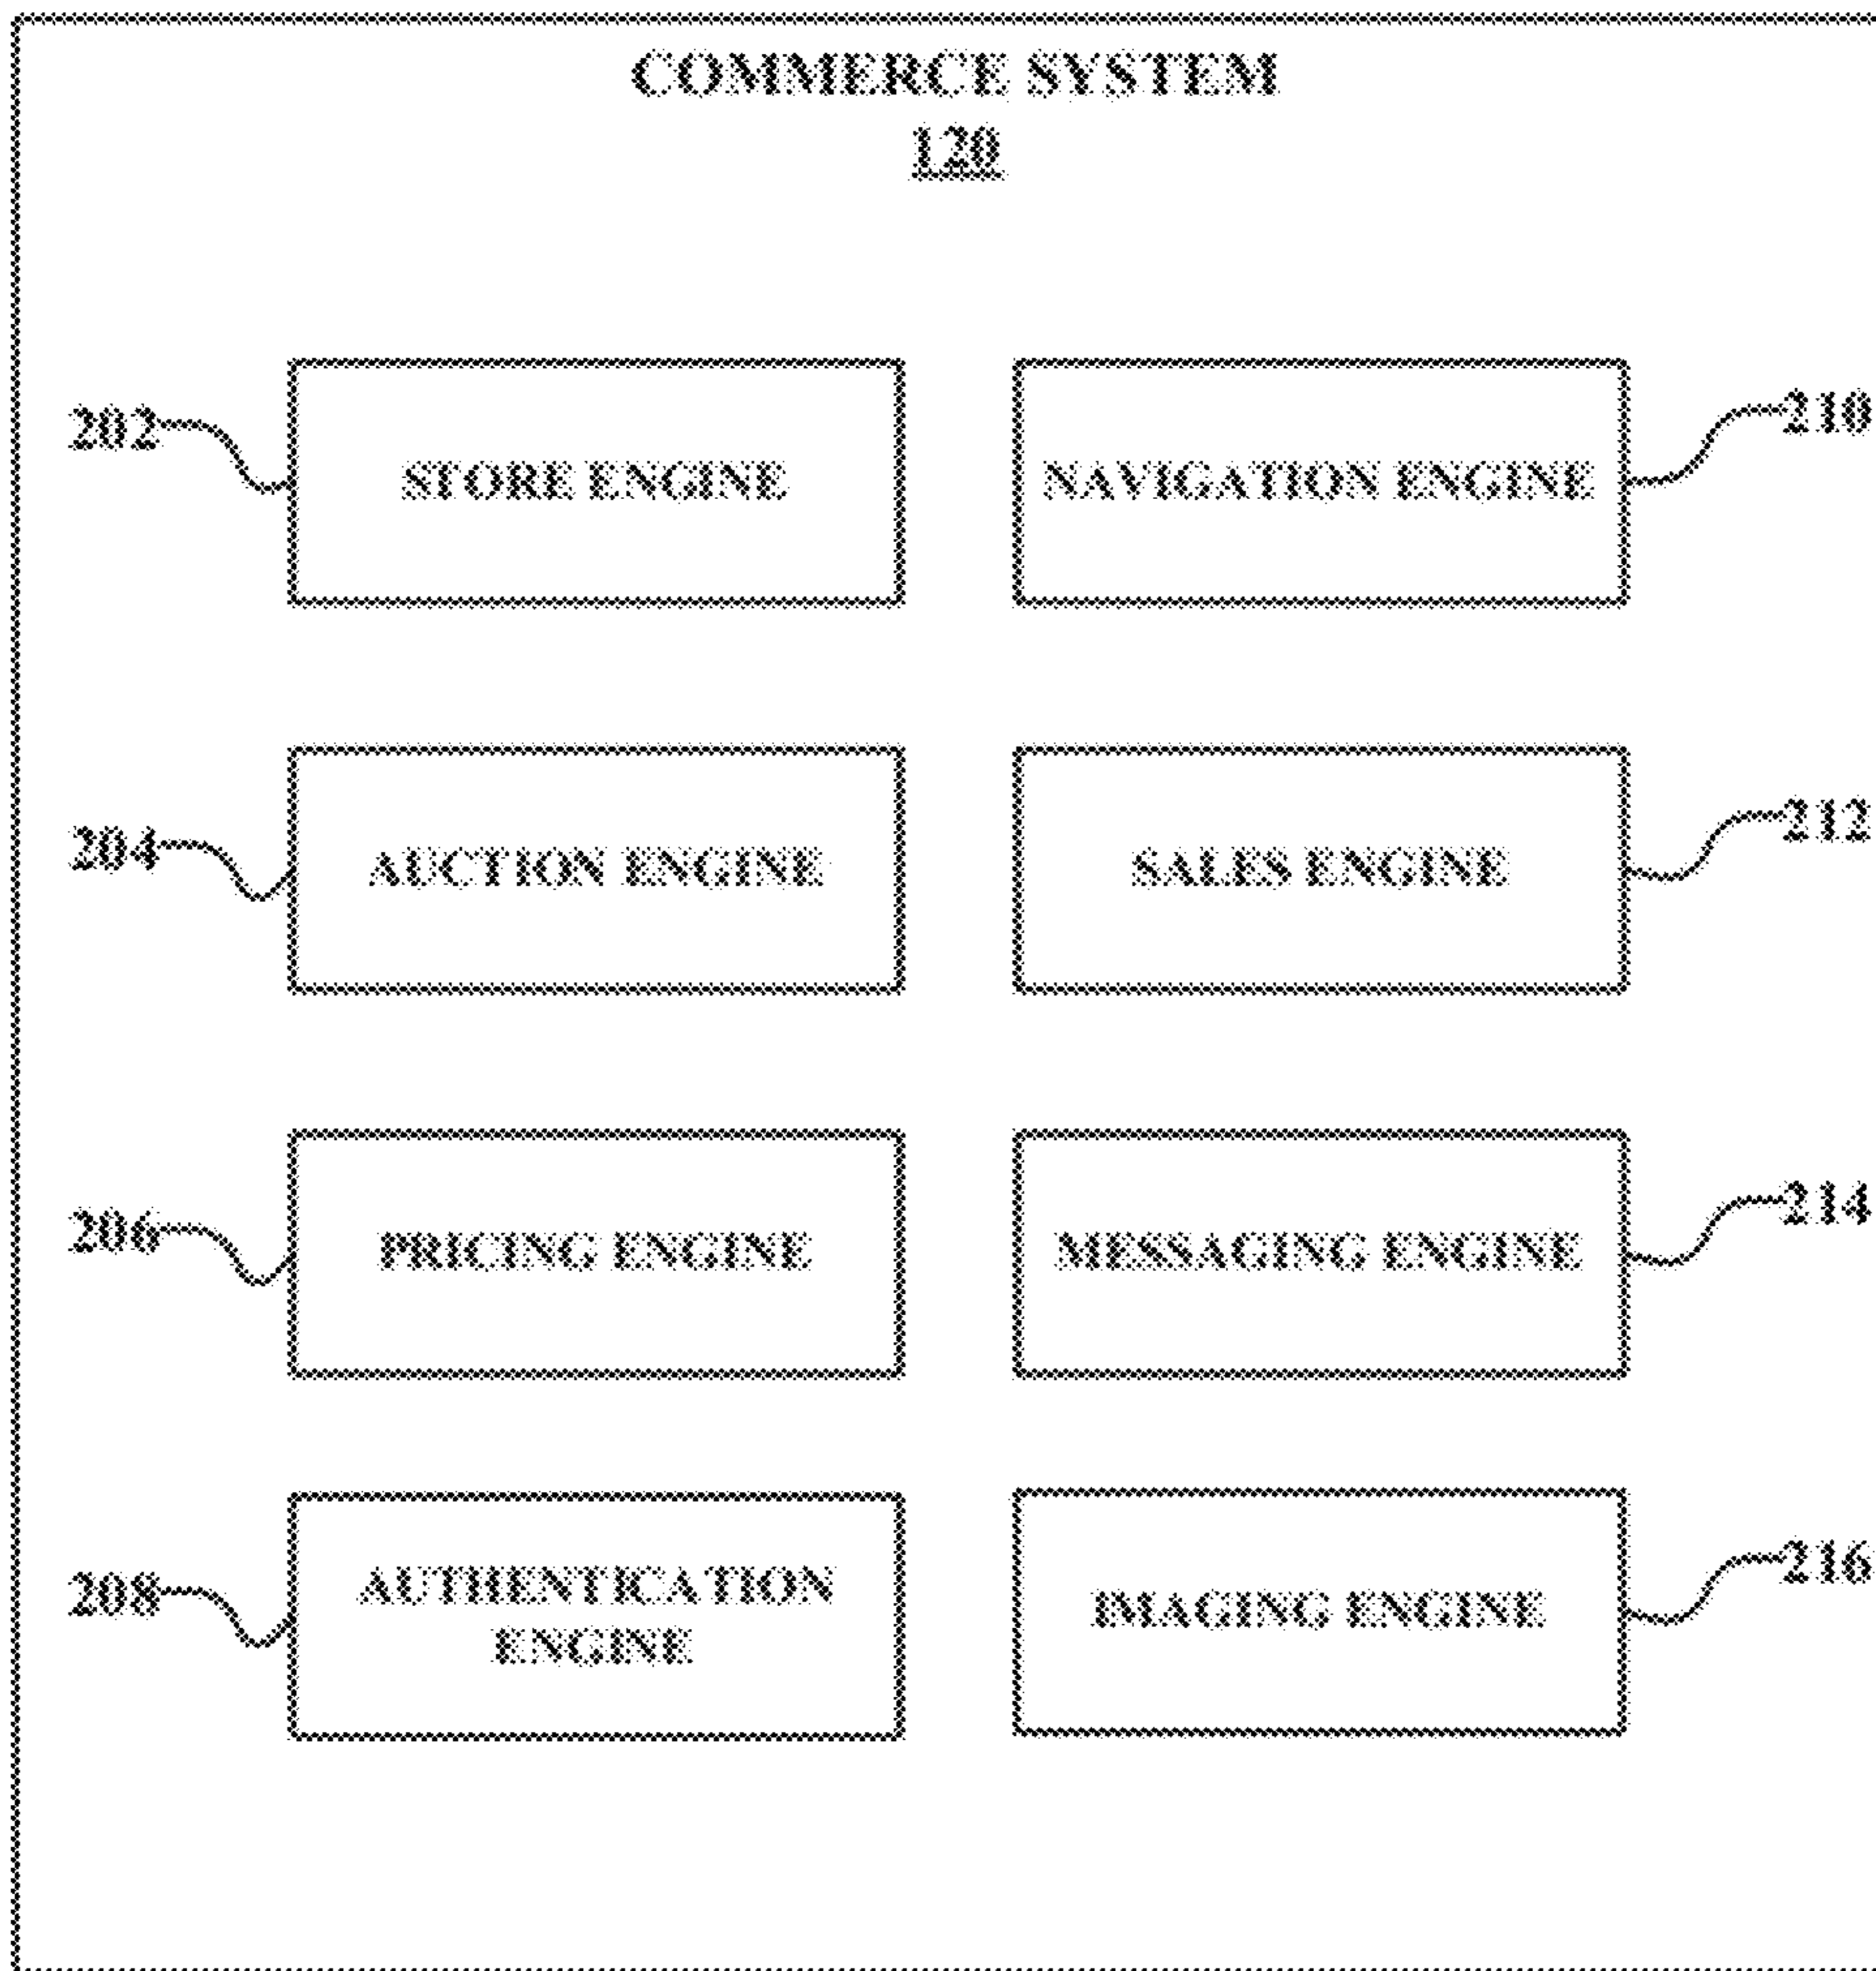 COMMERCE SYSTEM
120
202
STORE ENGINE
NAVIGATION ENGINE
210
204
AUCTION ENGINE
SALES ENGINE
212
206
PRICING ENGINE
MESSAGING ENGINE
214
208
AUTHENTICATION
ENGINE
IMAGING ENGINE
216